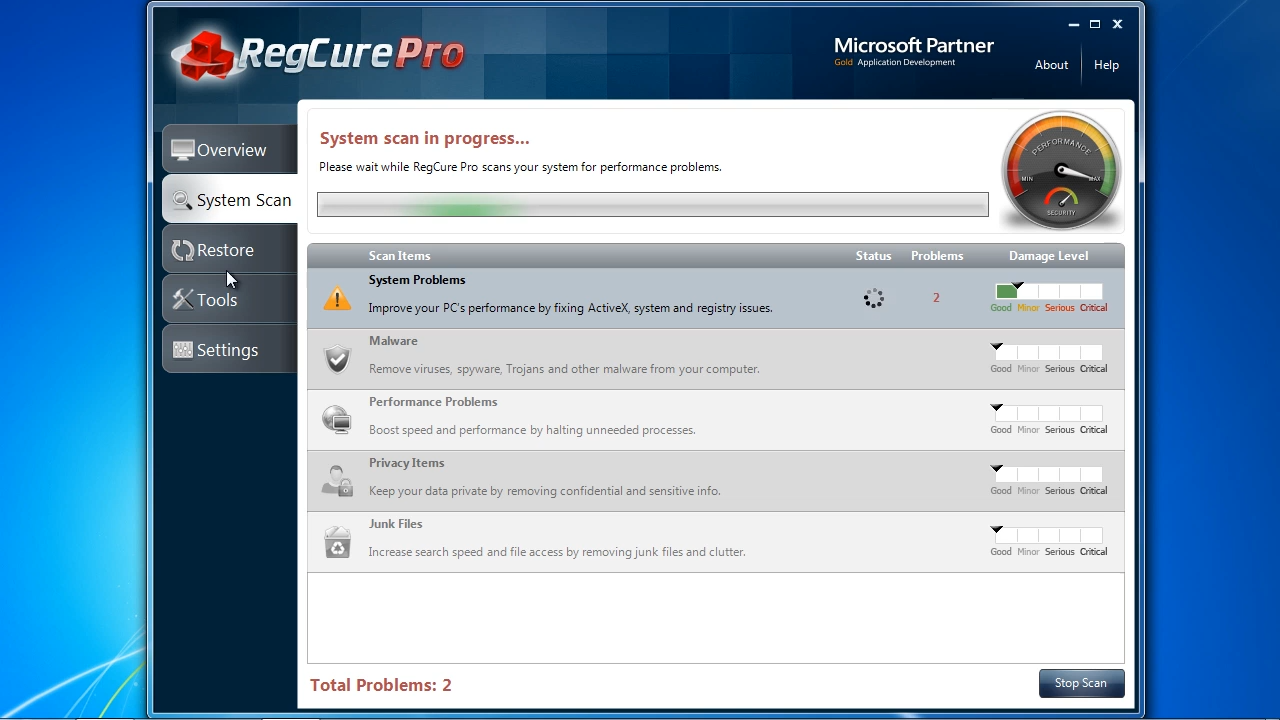 RegCure Pro
Microsoft Partner
Gold Application Development
About
Help
Overview
System Scan
Restore
Tools
Settings
System scan in progress...
Please wait while RegCure Pro scans your system for performance problems.
PERFORMANCE
MIN
MAX
SECURITY
Scan Items Status Problems Damage Level
System Problems
Improve your PC's performance by fixing ActiveX, system and registry issues.
2
Good Minor Serious Critical
Malware
Remove viruses, spyware, Trojans and other malware from your computer.
Good Minor Serious Critical
Performance Problems
Boost speed and performance by halting unneeded processes.
Good Minor Serious Critical
Privacy Items
Keep your data private by removing confidential and sensitive info.
Good Minor Serious Critical
Junk Files
Increase search speed and file access by removing junk files and clutter.
Good Minor Serious Critical
Total Problems: 2
Stop Scan